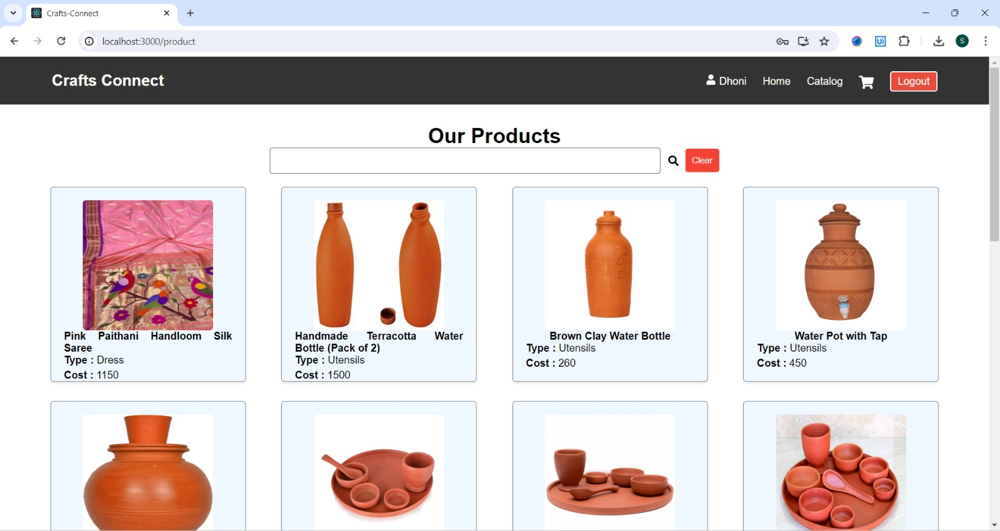 Crafts-Connect
localhost:3000/product
Ui
S
Crafts Connect
Dhoni
Home
Catalog
Logout
Our Products
Clear
Pink Paithani Handloom Silk
Saree
Type : Dress
Cost : 1150
Handmade Terracotta Water
Bottle (Pack of 2)
Type : Utensils
Cost : 1500
Brown Clay Water Bottle
Type : Utensils
Cost : 260
Water Pot with Tap
Type : Utensils
Cost : 450